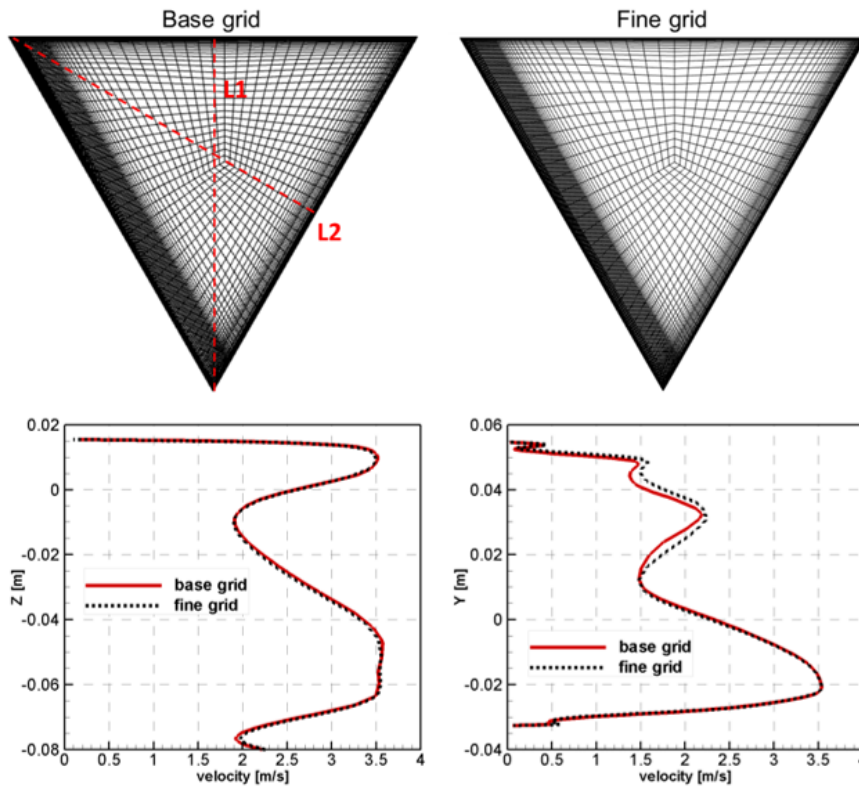 Base grid
Fine grid
L1
L2
0.02
0
-0.02
-0.04
-0.06
-0.08
Z [m]
base grid
fine grid
0 0.5 1 1.5 2 2.5 3 3.5 4
velocity [m/s]
0.06
0.04
0.02
0
-0.02
-0.04
Y [m]
base grid
fine grid
0 0.5 1 1.5 2 2.5 3 3.5 4
velocity [m/s]